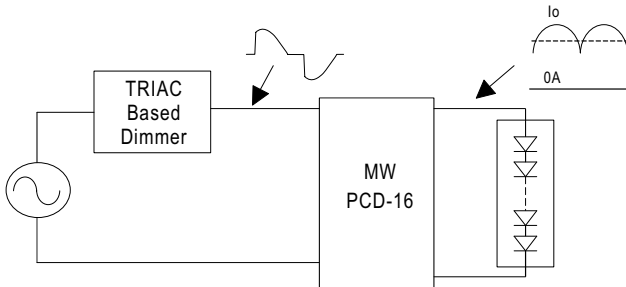 Io
0A
TRIAC
Based
Dimmer
MW
PCD-16